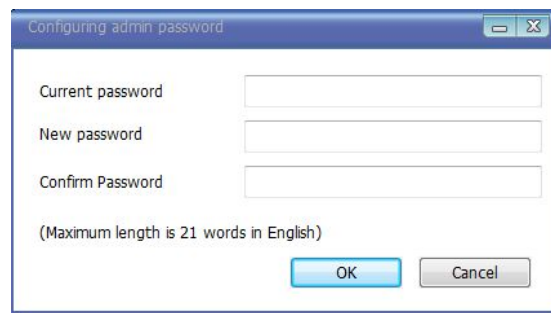 Configuring admin password
Current password
New password
Confirm Password
(Maximum length is 21 words in English)
OK Cancel